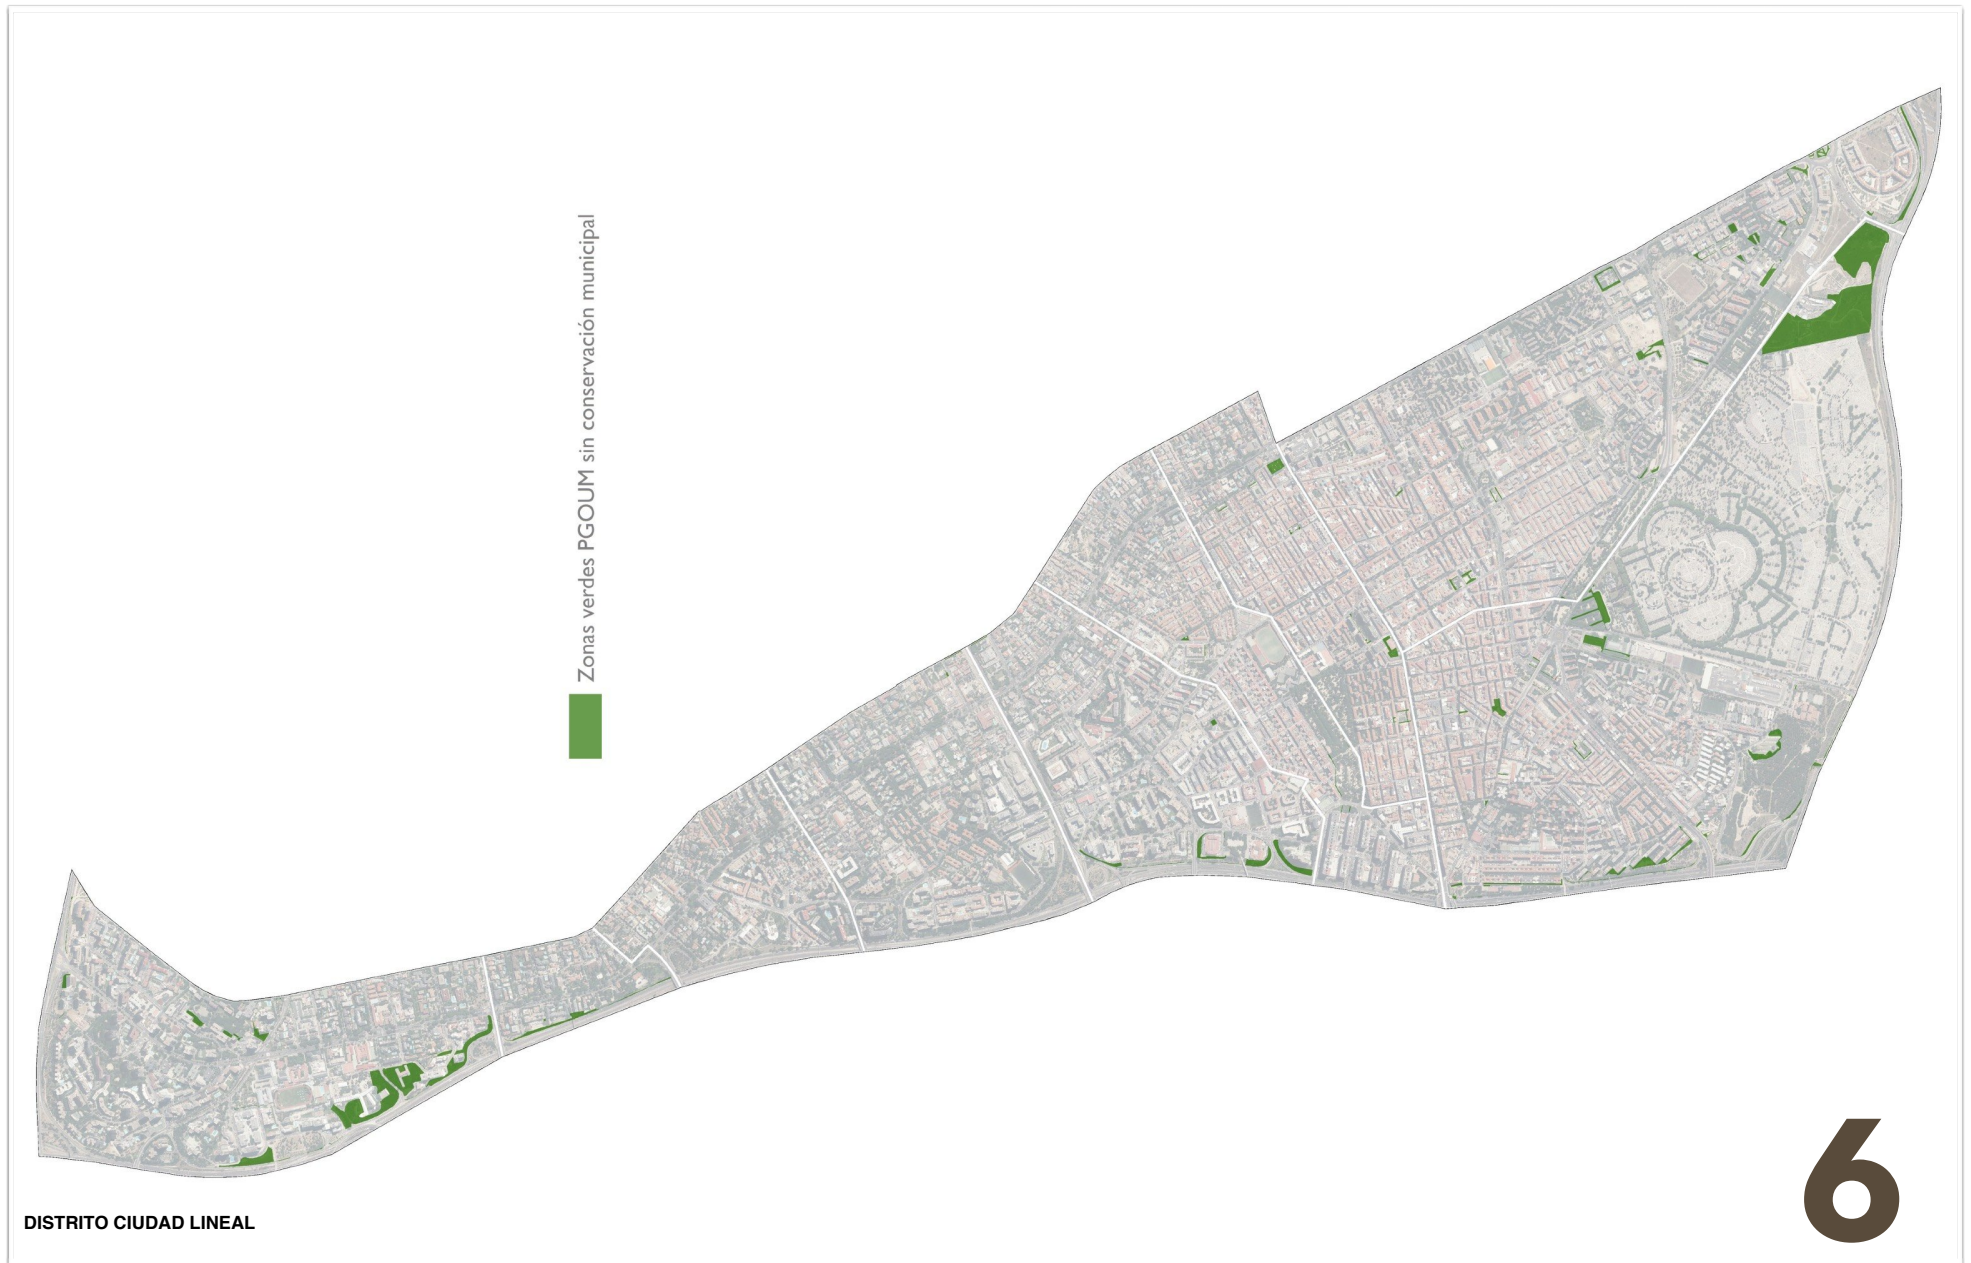 Zonas verdes PGOUM sin conservación municipal
DISTRITO CIUDAD LINEAL
6